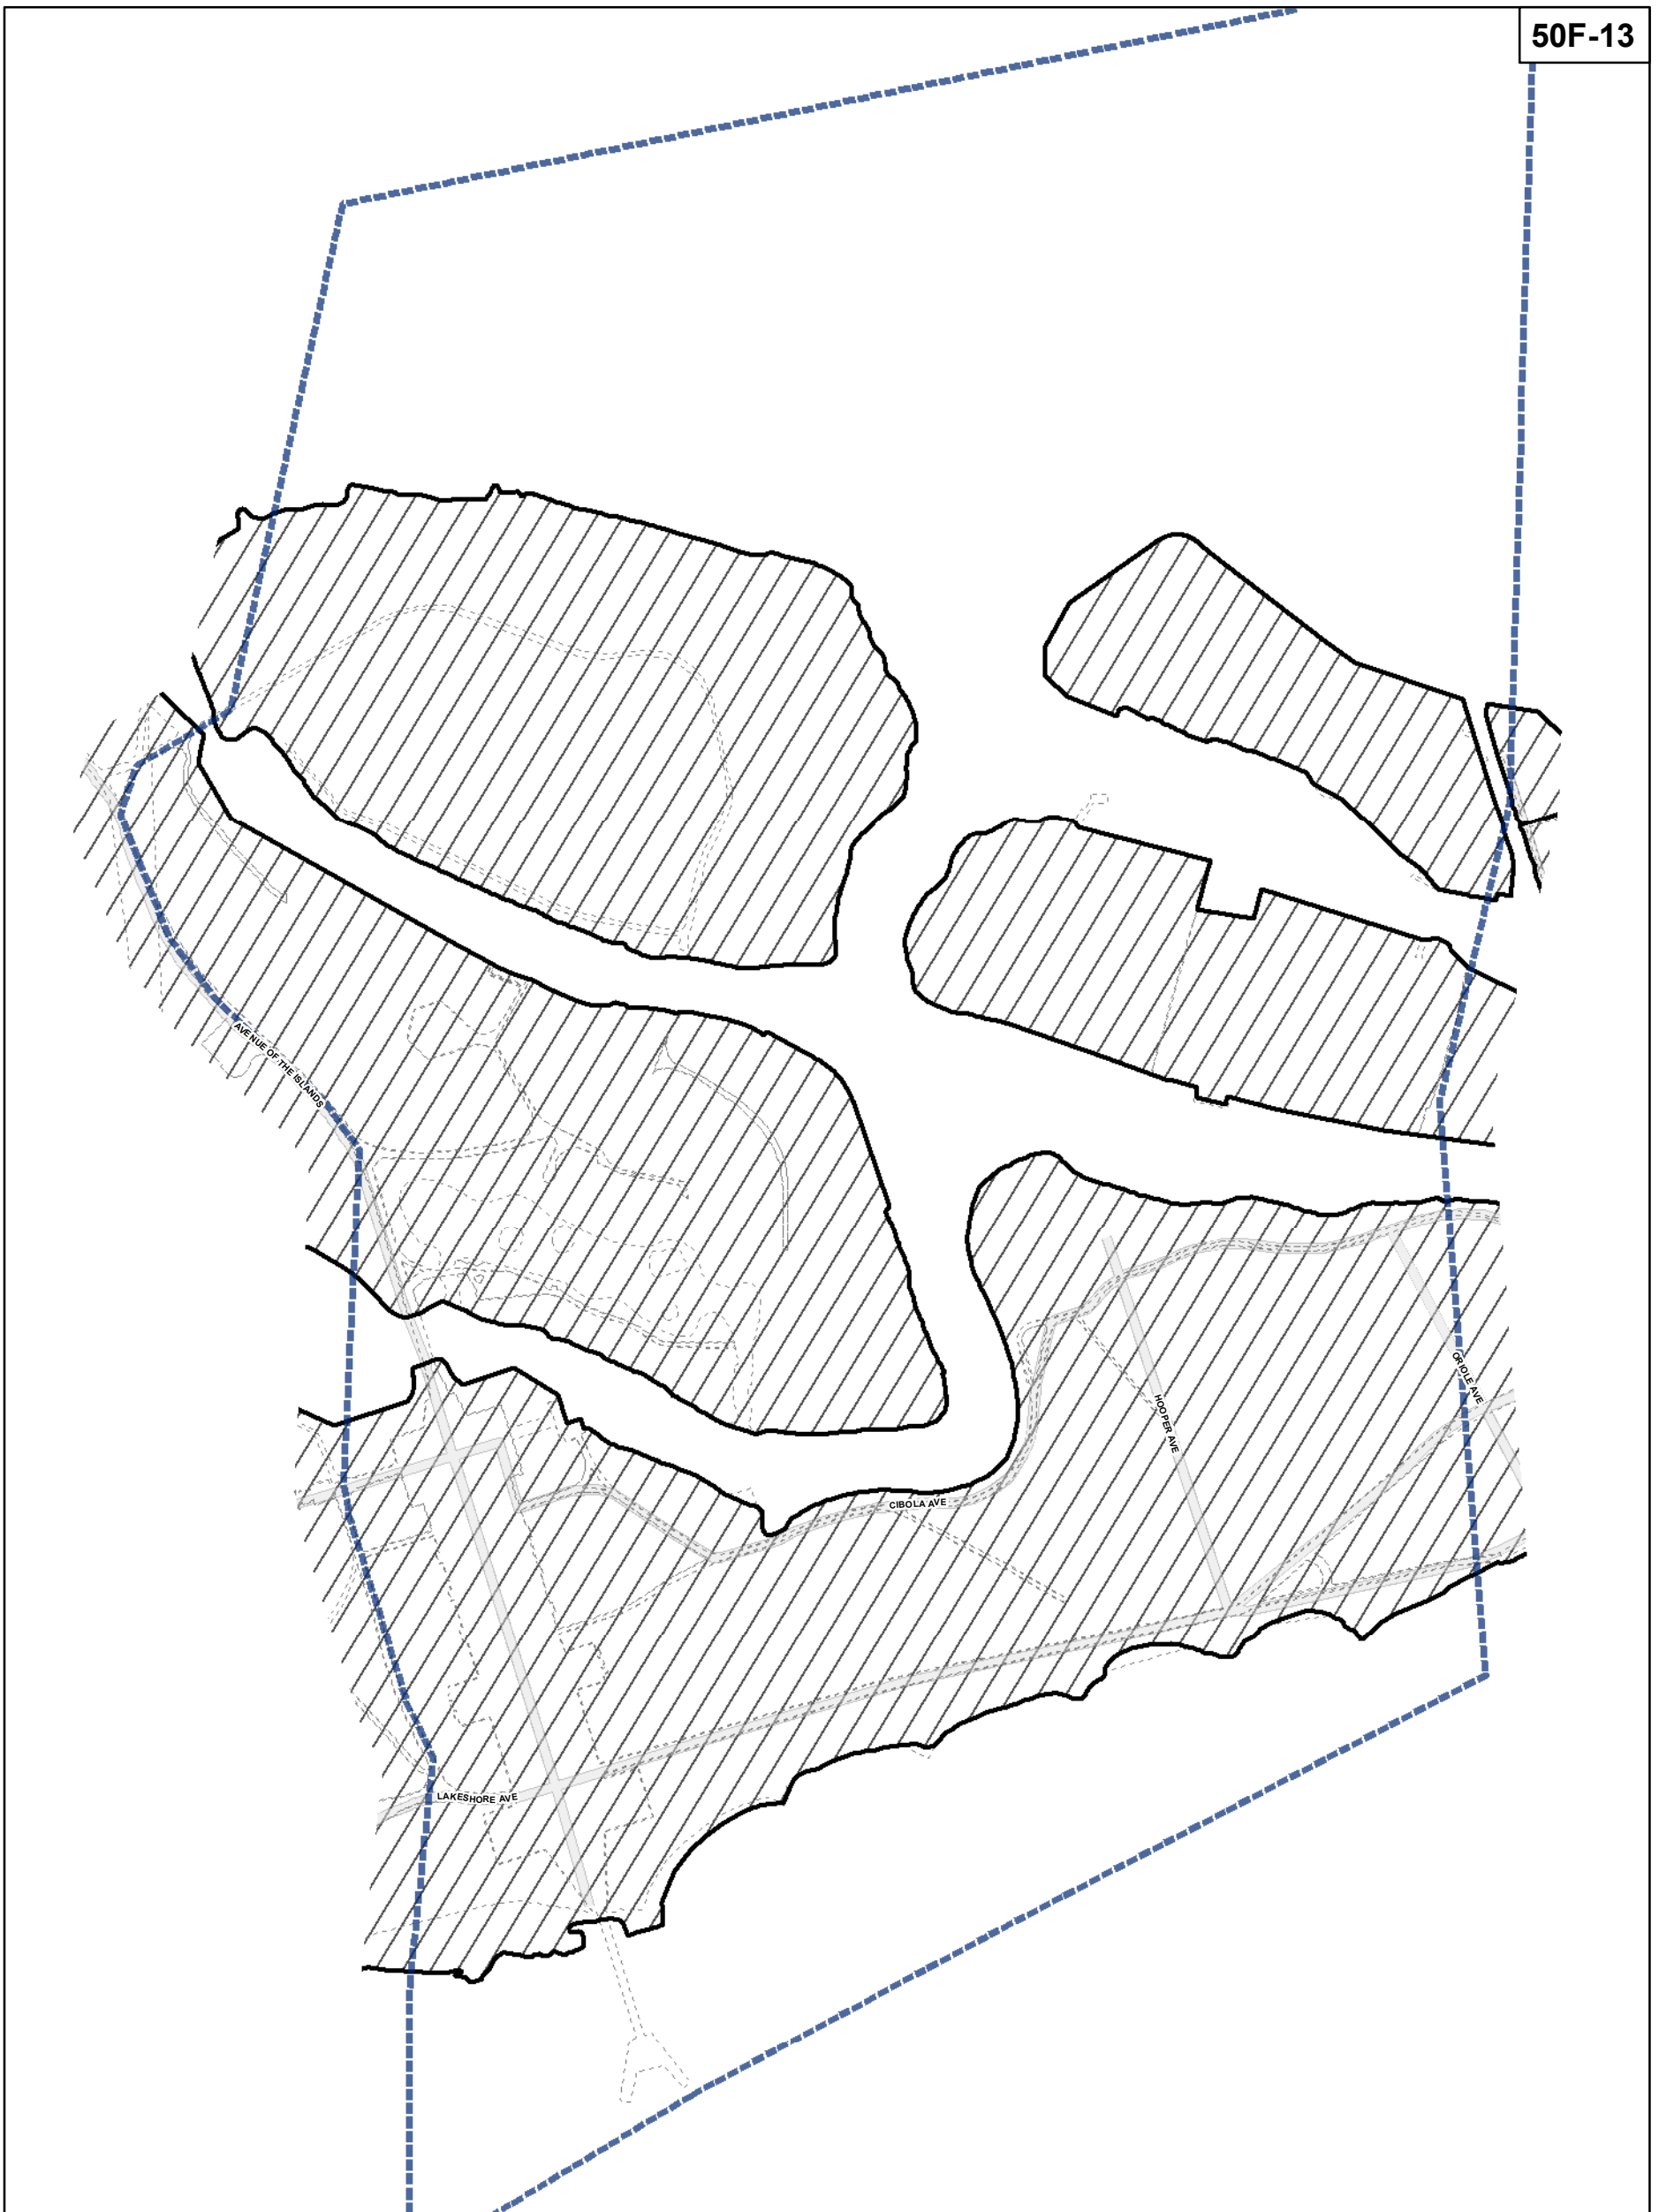 50F-13
AVENUE OF THE ISLANDS
ORIOLE AVE
HOOPER AVE
CIBOLA AVE
LAKESHORE AVE